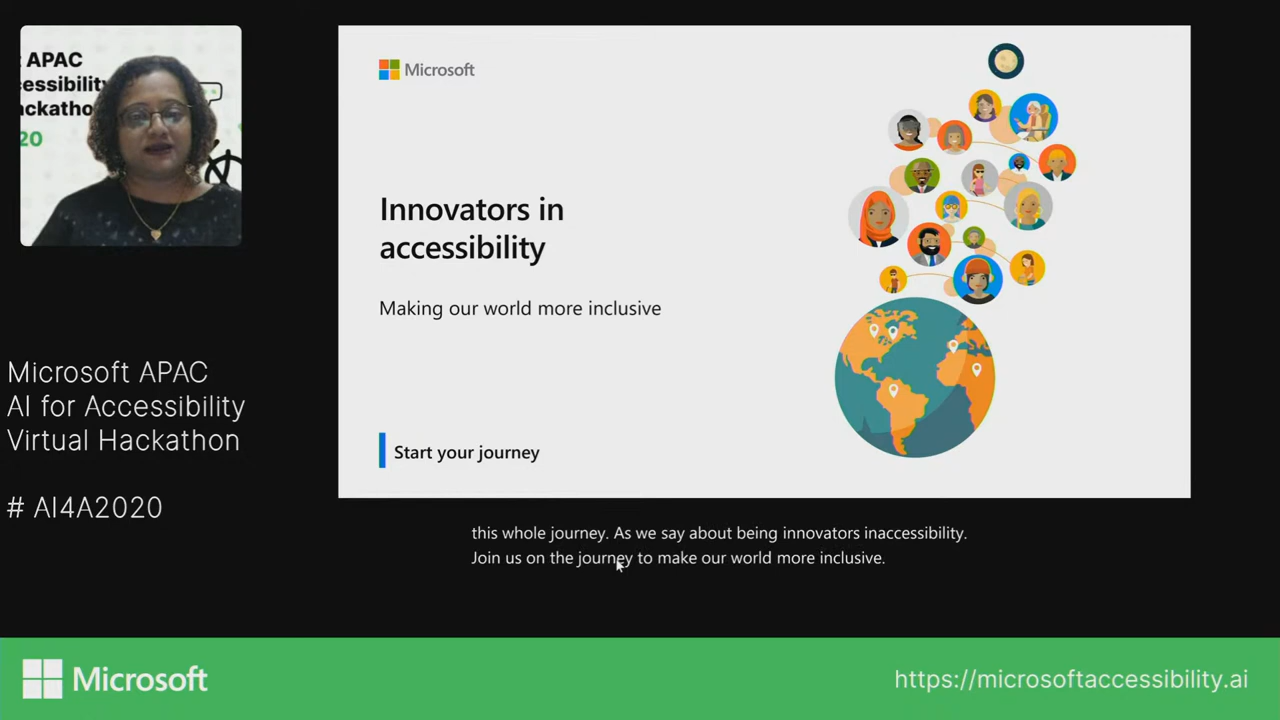 t APAC
cessibility
ackatho
20
Microsoft APAC
AI for Accessibility
Virtual Hackathon
# AI4A2020
Microsoft
Innovators in
accessibility
Making our world more inclusive
Start your journey
this whole journey. As we say about being innovators inaccessibility.
Join us on the journey to make our world more inclusive.
Microsoft
https://microsoftaccessibility.ai